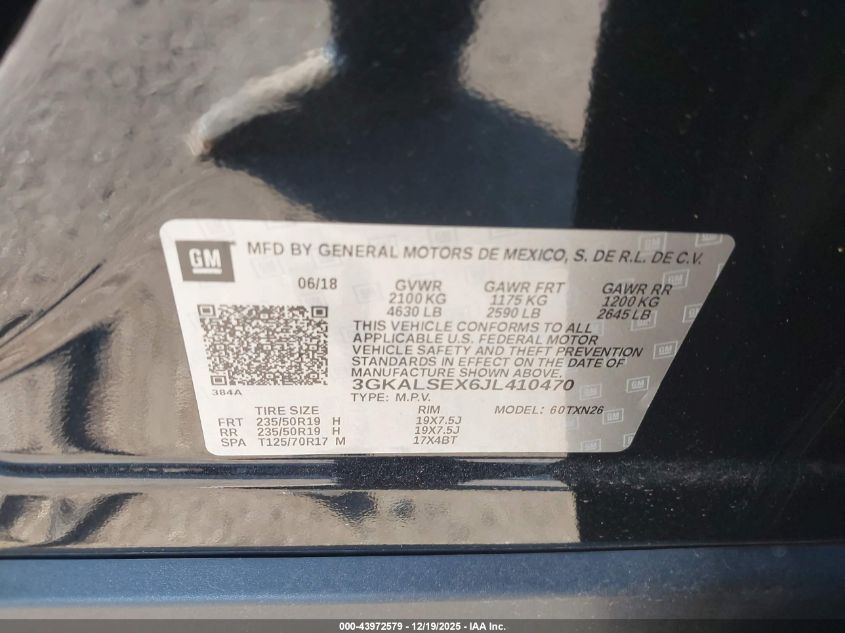 GM MFD BY GENERAL MOTORS DE MEXICO, S. DE R.L. DE C.V.
06/18 GVWR GAWR FRT GAWR RR
2100 KG 1175 KG 1200 KG
4630 LB 2590 LB 2645 LB
THIS VEHICLE CONFORMS TO ALL
APPLICABLE U.S. FEDERAL MOTOR
VEHICLE SAFETY AND THEFT PREVENTION
STANDARDS IN EFFECT ON THE DATE OF
MANUFACTURE SHOWN ABOVE.
384A 3GKALSEX6JL410470
TYPE: M.P.V.
TIRE SIZE RIM MODEL: 60TXN26
FRT 235/50R19 H 19X7.5J
RR 235/50R19 H 19X7.5J
SPA T125/70R17 M 17X4BT
000-43972579 — 12/19/2025 - IAA Inc.